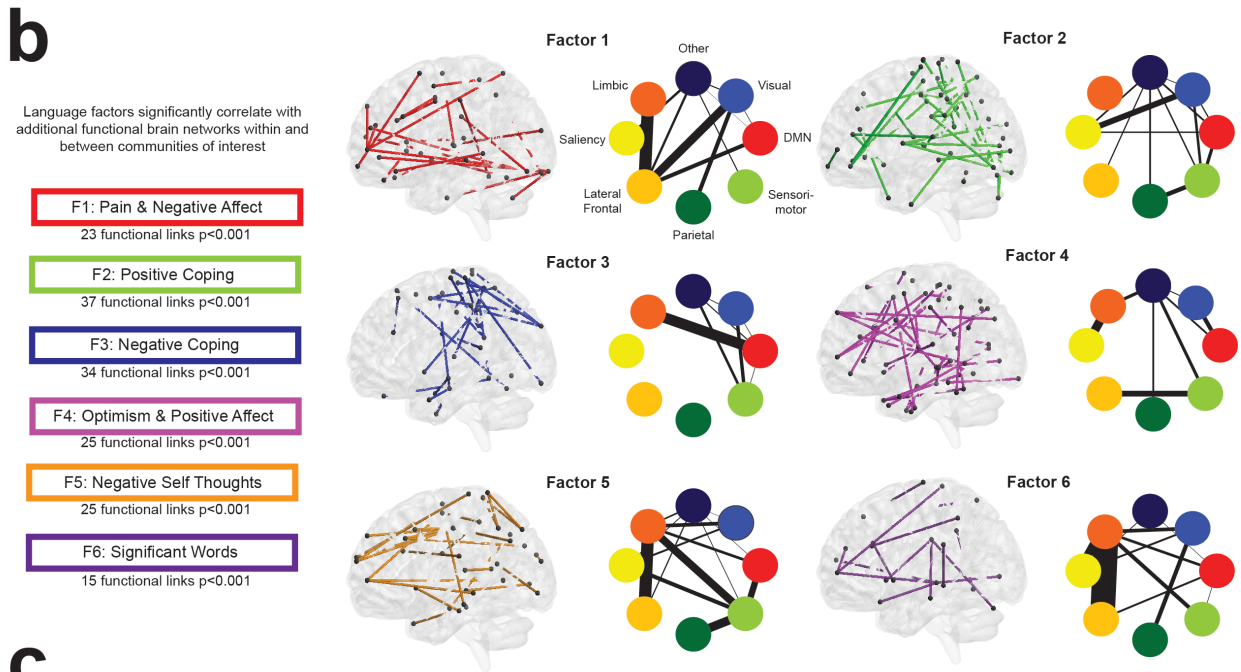 b
Language factors significantly correlate with
additional functional brain networks within and
between communities of interest
F1: Pain & Negative Affect
23 functional links p<0.001
F2: Positive Coping
37 functional links p<0.001
F3: Negative Coping
34 functional links p<0.001
F4: Optimism & Positive Affect
25 functional links p<0.001
F5: Negative Self Thoughts
25 functional links p<0.001
F6: Significant Words
15 functional links p<0.001
Factor 1
Other
Limbic
Visual
Saliency
DMN
Lateral
Frontal
Sensori-
motor
Parietal
Factor 2
Factor 3
Factor 4
Factor 5
Factor 6
c